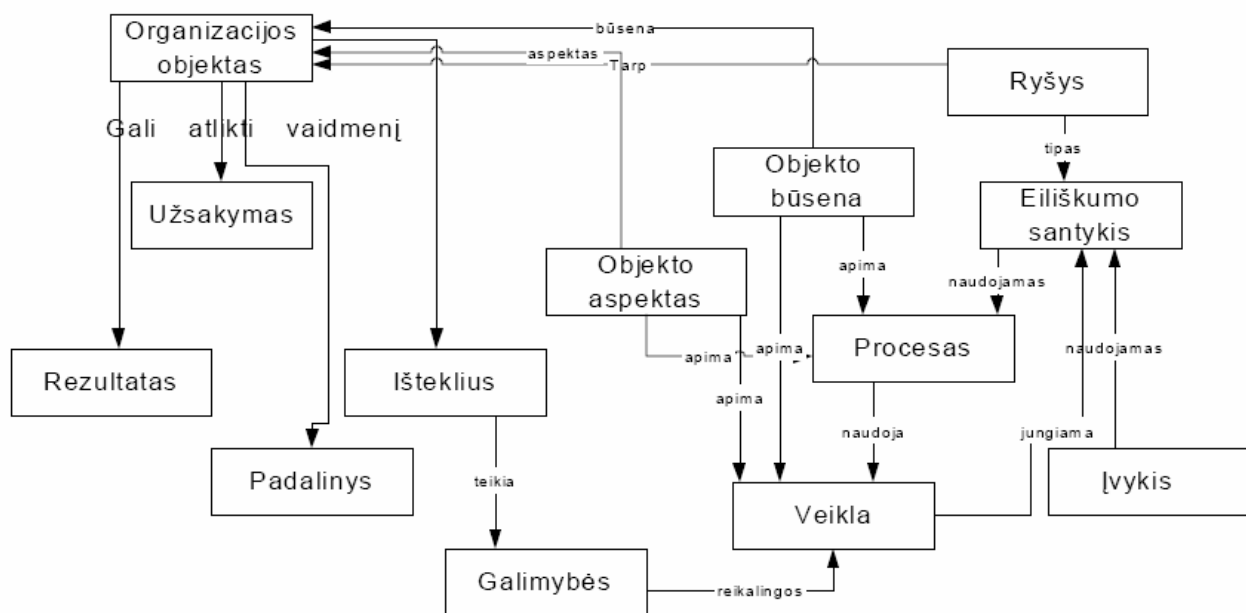 Organizacijos
objektas
būsena
aspektas
Tarp
Ryšys
Gali atlikti vaidmenį
tipas
Objekto
būsena
Užsakymas
Eiliškumo
santykis
Objekto
aspektas
apima
naudojamas
Rezultatas
Išteklius
apima
apima
Procesas
naudojamas
apima
naudoja
jungiama
Padalinys
teikia
Veikla
Įvykis
Galimybės
reikalingos